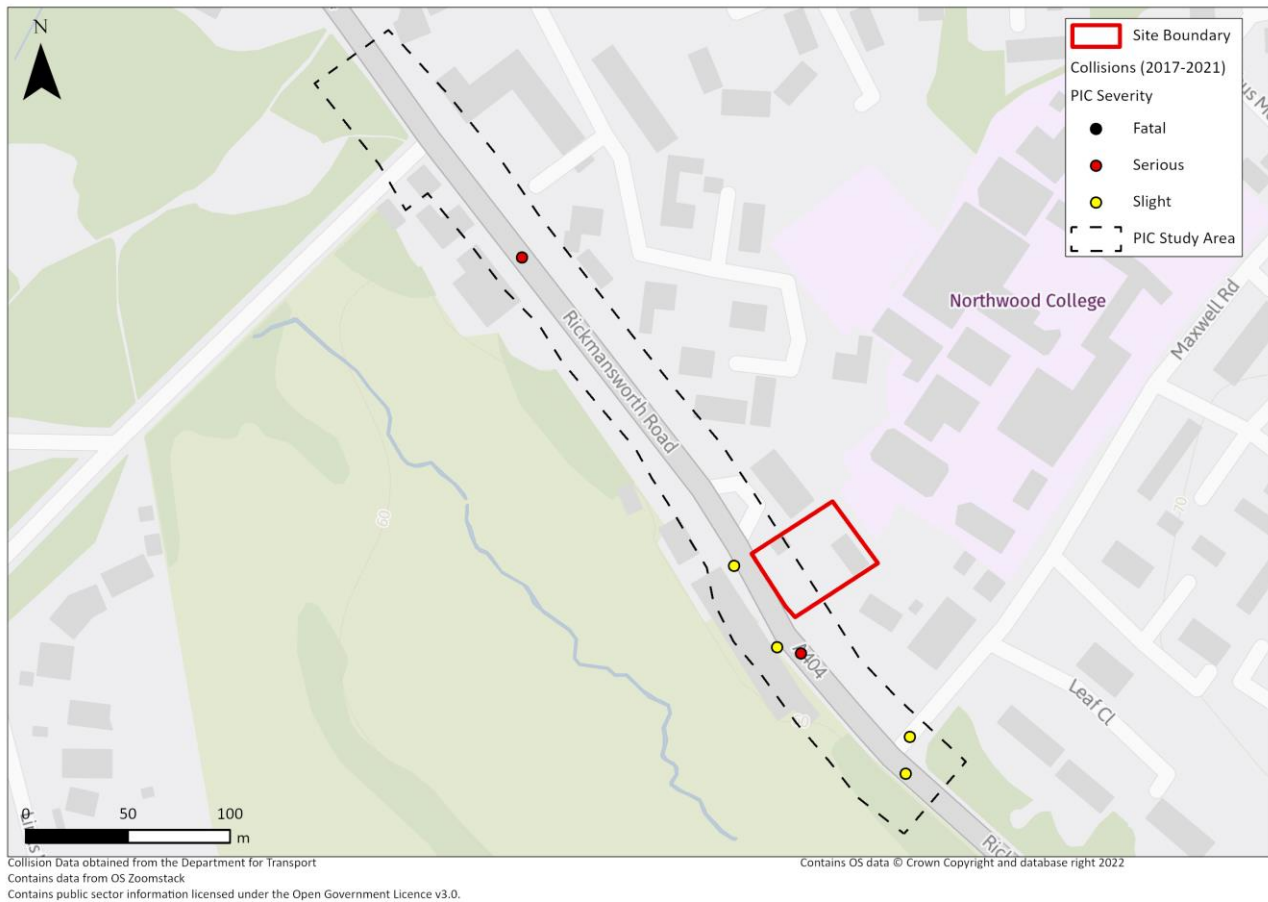 N
Site Boundary
Collisions (2017-2021)
PIC Severity
Fatal
Serious
Slight
PIC Study Area
Northwood College
Maxwell Rd
Rickmansworth Road
60
70
A404
Leaf Cl
0 50 100
m
Collision Data obtained from the Department for Transport
Contains OS data © Crown Copyright and database right 2022
Contains data from OS Zoomstack
Contains public sector information licensed under the Open Government Licence v3.0.